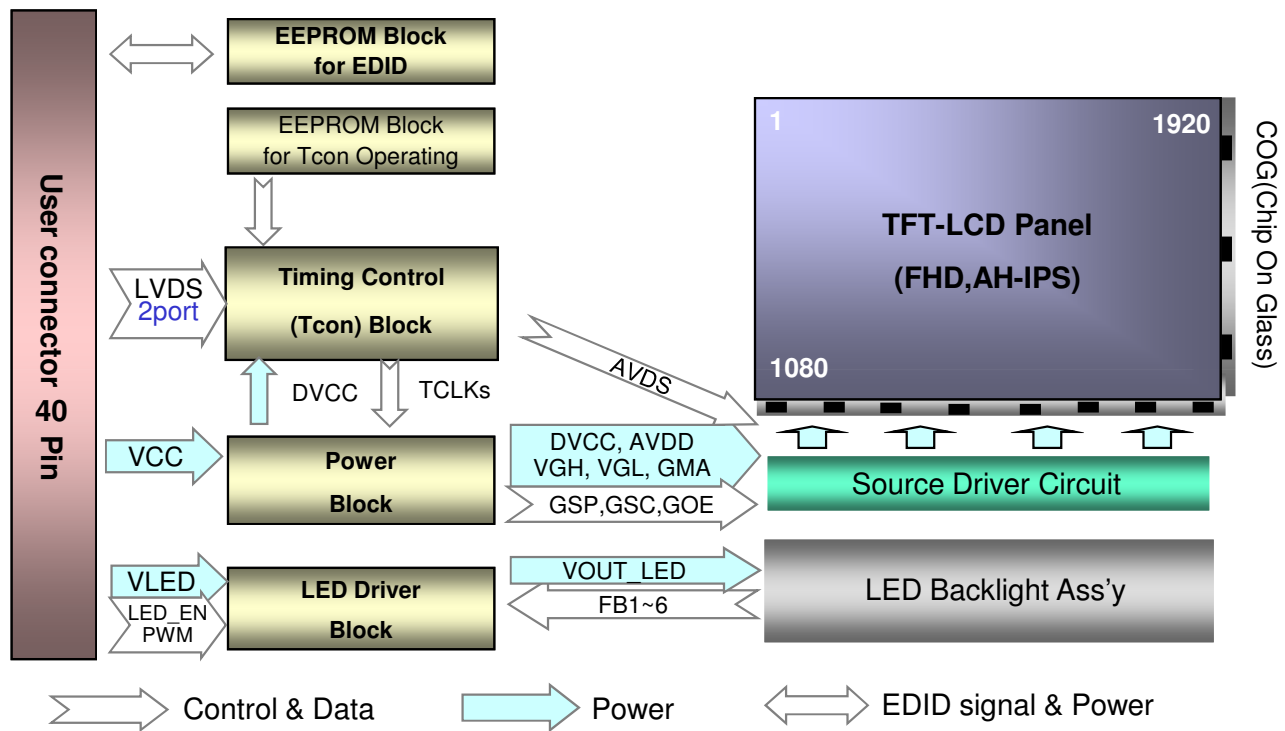 User connector 40 Pin
EEPROM Block
for EDID
EEPROM Block
for Tcon Operating
LVDS
2port
Timing Control
(Tcon) Block
DVCC
TCLKs
AVDS
VCC
Power
Block
DVCC, AVDD
VGH, VGL, GMA
GSP,GSC,GOE
VLED
LED_EN
PWM
LED Driver
Block
VOUT_LED
FB1~6
1
1920
TFT-LCD Panel
(FHD,AH-IPS)
1080
COG(Chip On Glass)
Source Driver Circuit
LED Backlight Ass'y
Control & Data
Power
EDID signal & Power